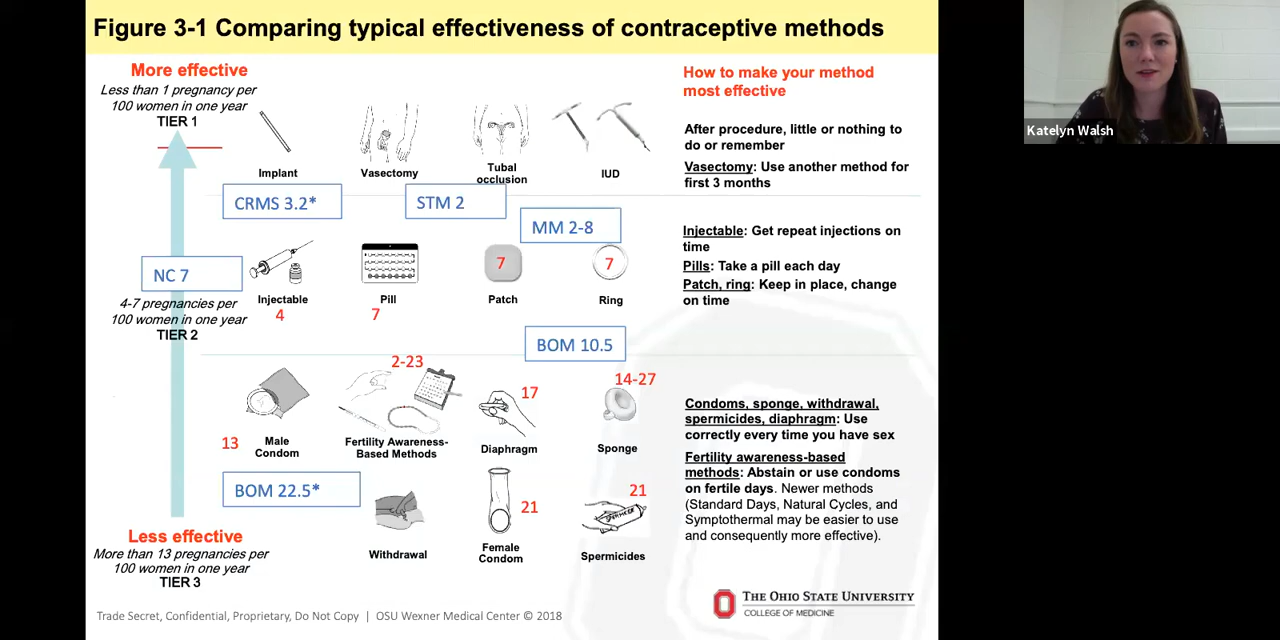 Figure 3-1 Comparing typical effectiveness of contraceptive methods
More effective
Less than 1 pregnancy per
100 women in one year
TIER 1
Implant
Vasectomy
Tubal
occlusion
IUD
How to make your method
most effective
After procedure, little or nothing to
do or remember
Vasectomy: Use another method for
first 3 months
Katelyn Walsh
CRMS 3.2*
STM 2
MM 2-8
NC 7
4-7 pregnancies per
100 women in one year
TIER 2
Injectable
4
Pill
7
7
Patch
7
Ring
Injectable: Get repeat injections on
time
Pills: Take a pill each day
Patch, ring: Keep in place, change
on time
BOM 10.5
13
Male
Condom
2-23
Fertility Awareness-
Based Methods
17
Diaphragm
14-27
Sponge
BOM 22.5*
Withdrawal
21
Female
Condom
21
SPERMICIDE
Spermicides
Condoms, sponge, withdrawal,
spermicides, diaphragm: Use
correctly every time you have sex
Fertility awareness-based
methods: Abstain or use condoms
on fertile days. Newer methods
(Standard Days, Natural Cycles, and
Symptothermal may be easier to use
and consequently more effective).
Less effective
More than 13 pregnancies per
100 women in one year
TIER 3
Trade Secret, Confidential, Proprietary, Do Not Copy | OSU Wexner Medical Center © 2018
THE OHIO STATE UNIVERSITY
COLLEGE OF MEDICINE